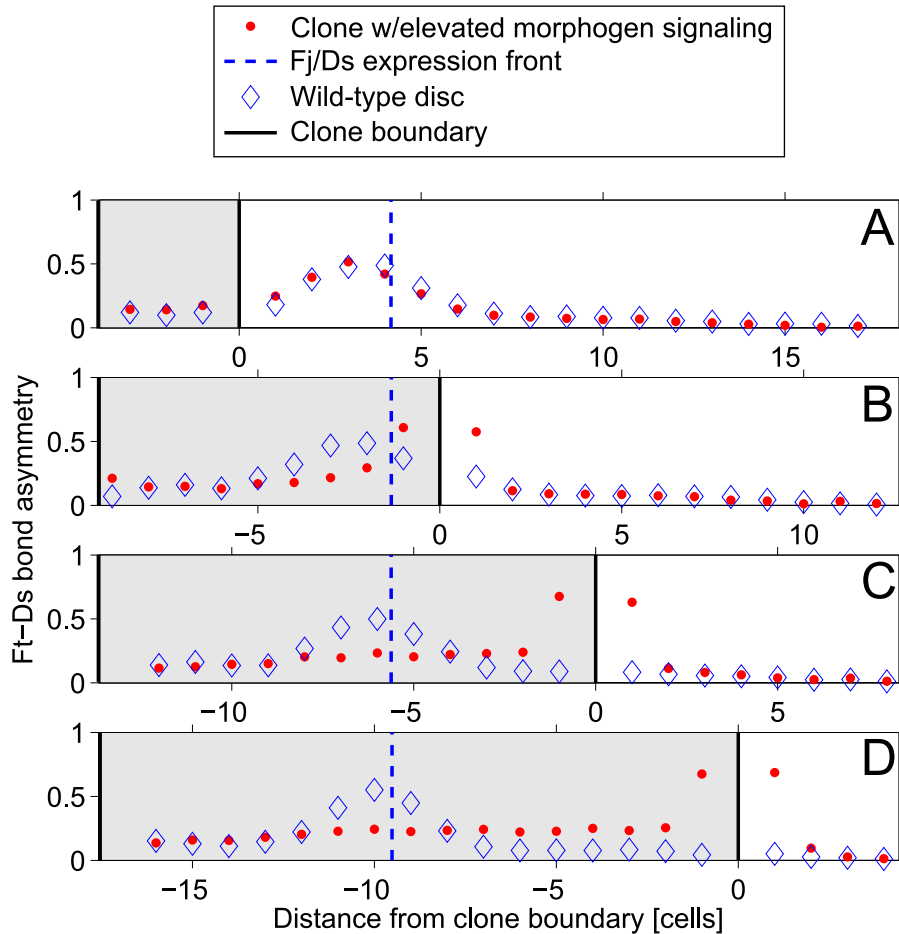 Clone w/elevated morphogen signaling
Fj/Ds expression front
Wild-type disc
Clone boundary
Ft−Ds bond asymmetry
1
0.5
0
A
0 5 10 15
1
0.5
0
B
−5 0 5 10
1
0.5
0
C
−10 −5 0 5
1
0.5
0
D
−15 −10 −5 0
Distance from clone boundary [cells]